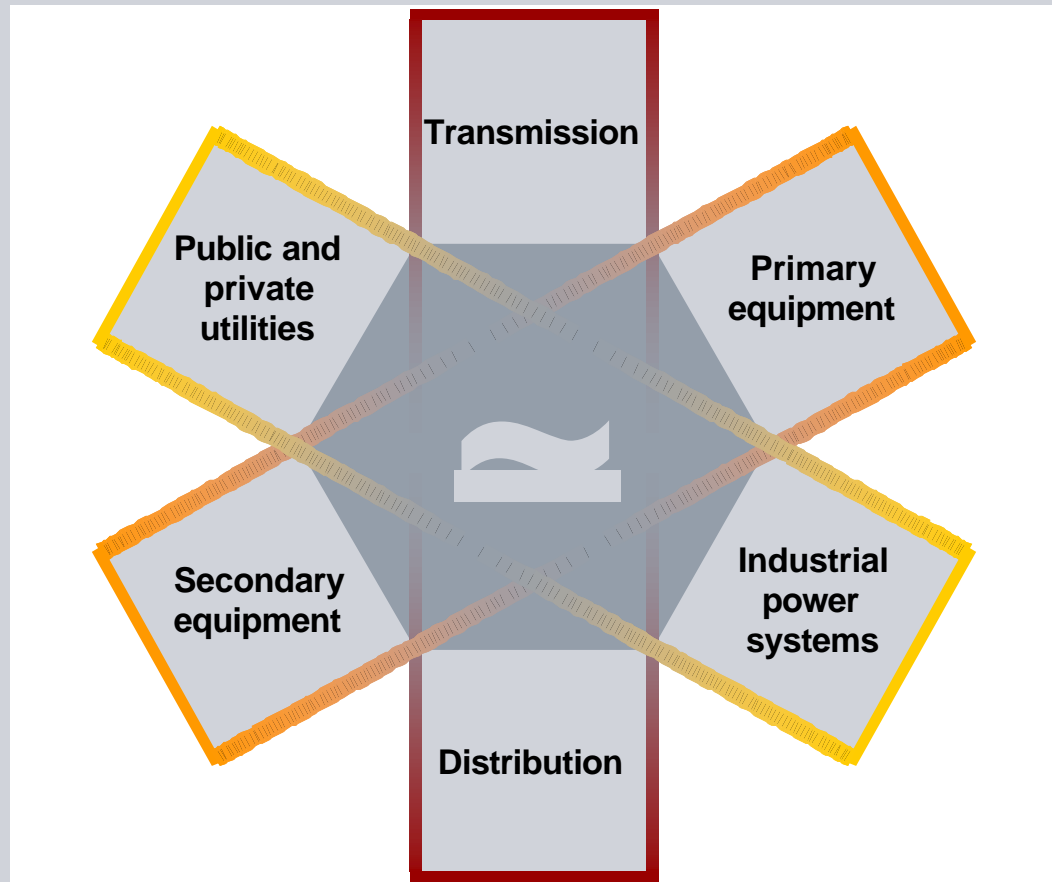 Transmission
Public and
private
utilities
Primary
equipment
Secondary
equipment
Industrial
power
systems
Distribution